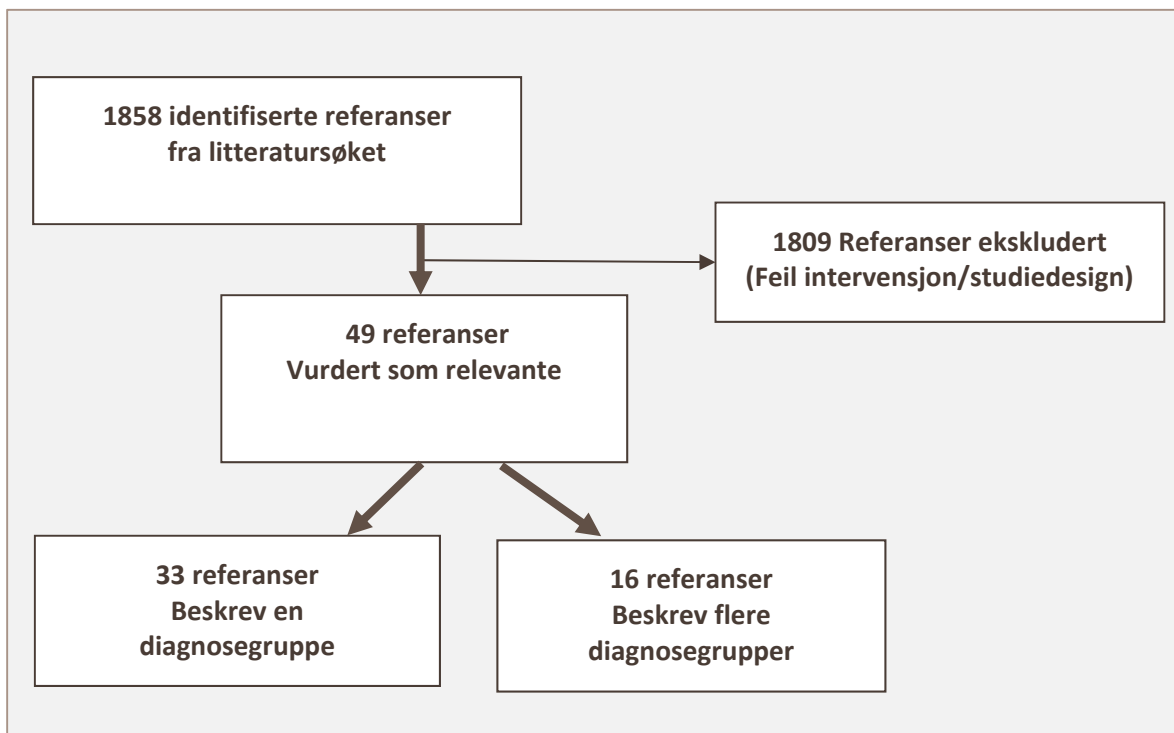 1858 identifiserte referanser
fra litteratursøket
1809 Referanser ekskludert
(Feil intervensjon/studiedesign)
49 referanser
Vurdert som relevante
33 referanser
Beskrev en
diagnosegruppe
16 referanser
Beskrev flere
diagnosegrupper